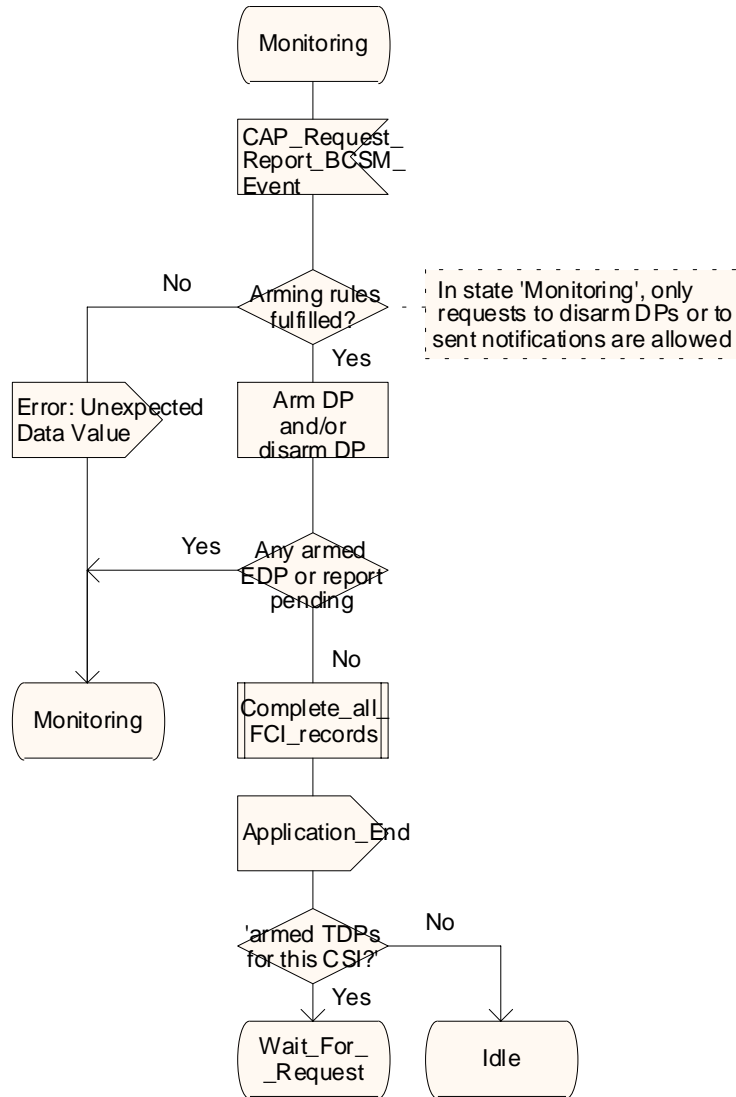 Monitoring
CAP_Request_
Report_BCSM_
Event
No
Arming rules
fulfilled?
In state 'Monitoring', only
requests to disarm DPs or to
sent notifications are allowed
Yes
Error: Unexpected
Data Value
Arm DP
and/or
disarm DP
Yes
Any armed
EDP or report
pending
No
Monitoring
Complete_all_
FCI_records
Application_End
'armed TDPs
for this CSI?'
No
Yes
Wait_For_
_Request
Idle